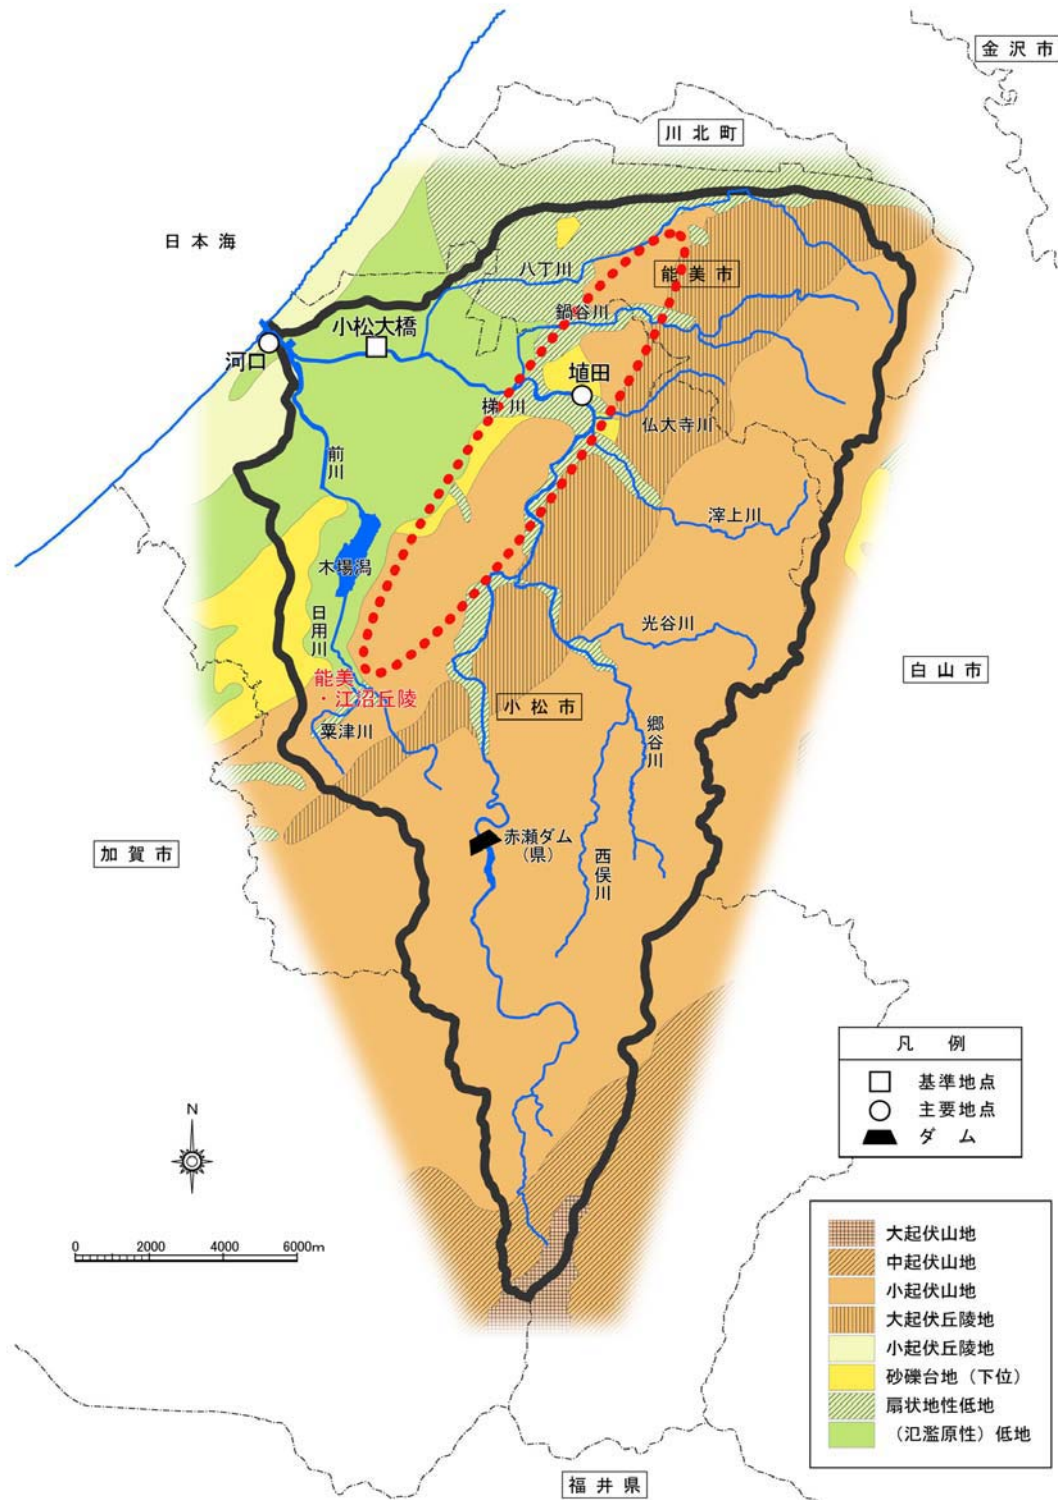 金沢市
川北町
日本海
八丁川
能美市
鍋谷川
小松大橋
河口
埴田
梯川
仏大寺川
前川
滓上川
木場潟
日用川
光谷川
白山市
能美
・江沼丘陵
小松市
粟津川
郷谷川
赤瀬ダム
（県）
加賀市
西俣川
凡 例
基準地点
主要地点
ダ ム
N
0 2000 4000 6000m
大起伏山地
中起伏山地
小起伏山地
大起伏丘陵地
小起伏丘陵地
砂礫台地（下位）
扇状地性低地
（氾濫原性）低地
福井県